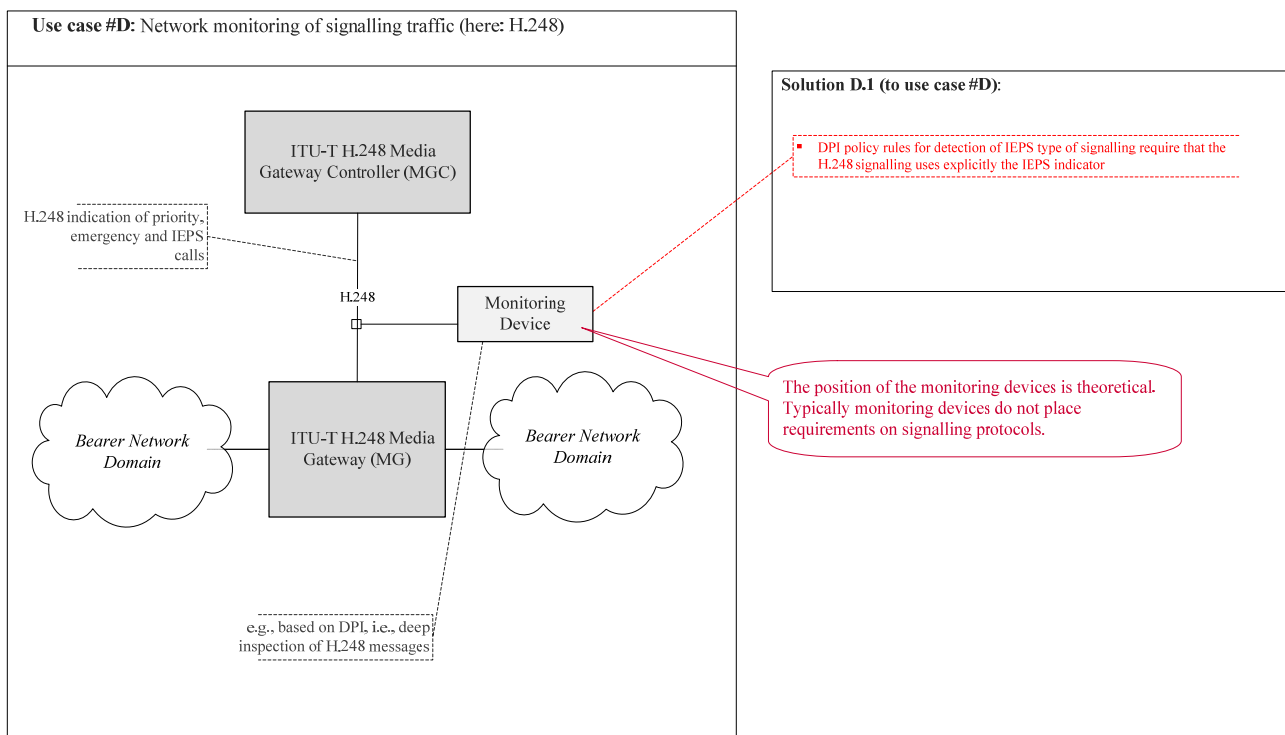 Use case #D: Network monitoring of signalling traffic (here: H.248)
Solution D.1 (to use case #D):
▪ DPI policy rules for detection of IEPS type of signalling require that the
H.248 signalling uses explicitly the IEPS indicator
ITU-T H.248 Media
Gateway Controller (MGC)
H.248 indication of priority,
emergency and IEPS
calls
H.248
Monitoring
Device
The position of the monitoring devices is theoretical.
Typically monitoring devices do not place
requirements on signalling protocols.
Bearer Network
Domain
ITU-T H.248 Media
Gateway (MG)
Bearer Network
Domain
e.g., based on DPI, i.e., deep
inspection of H.248 messages